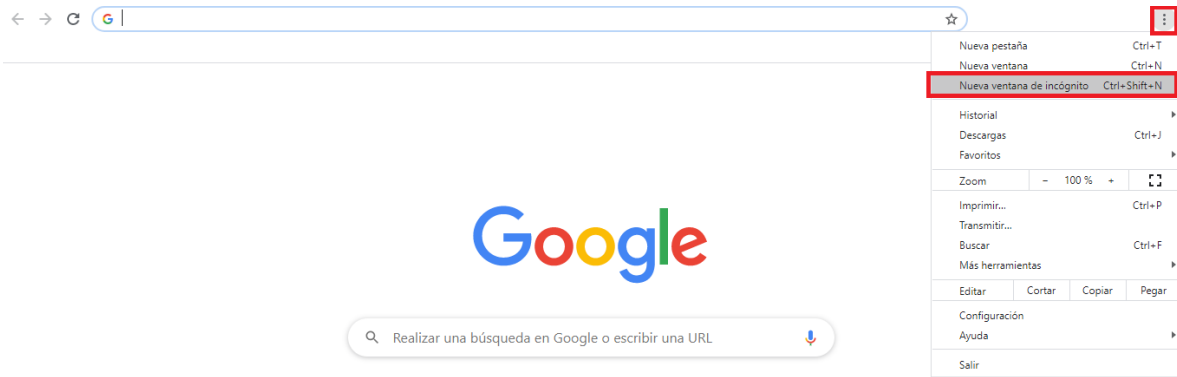 G
Nueva pestaña Ctrl+T
Nueva ventana Ctrl+N
Nueva ventana de incógnito Ctrl+Shift+N
Historial
Descargas Ctrl+J
Favoritos
Zoom - 100 % +
Imprimir... Ctrl+P
Transmitir...
Buscar Ctrl+F
Más herramientas
Editar Cortar Copiar Pegar
Configuración
Ayuda
Salir
Google
Realizar una búsqueda en Google o escribir una URL